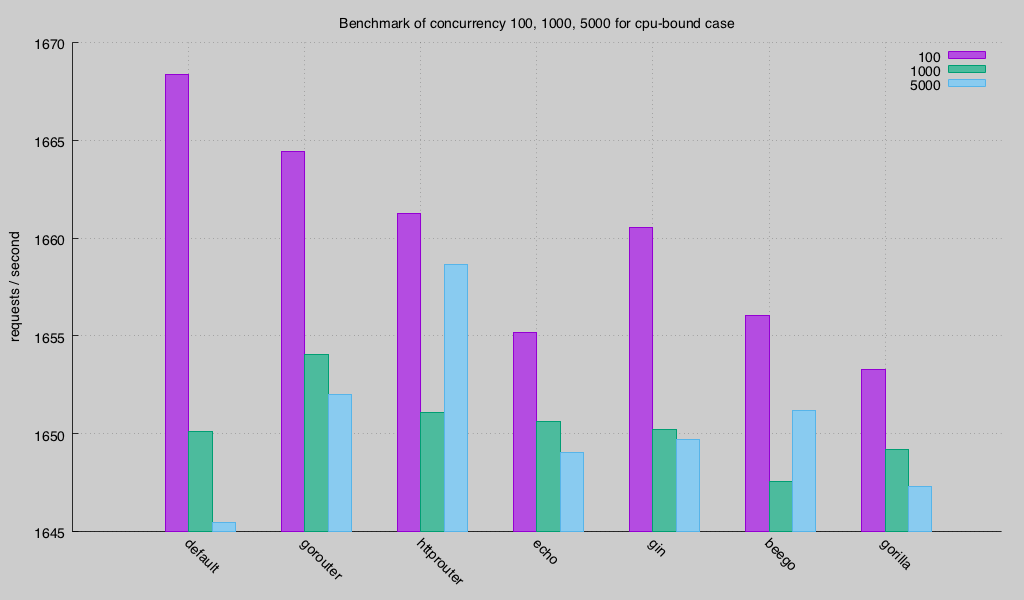 Benchmark of concurrency 100, 1000, 5000 for cpu-bound case
100
1000
5000
requests / second
1670
1665
1660
1655
1650
1645
default
gorouter
httprouter
echo
gin
beego
gorilla